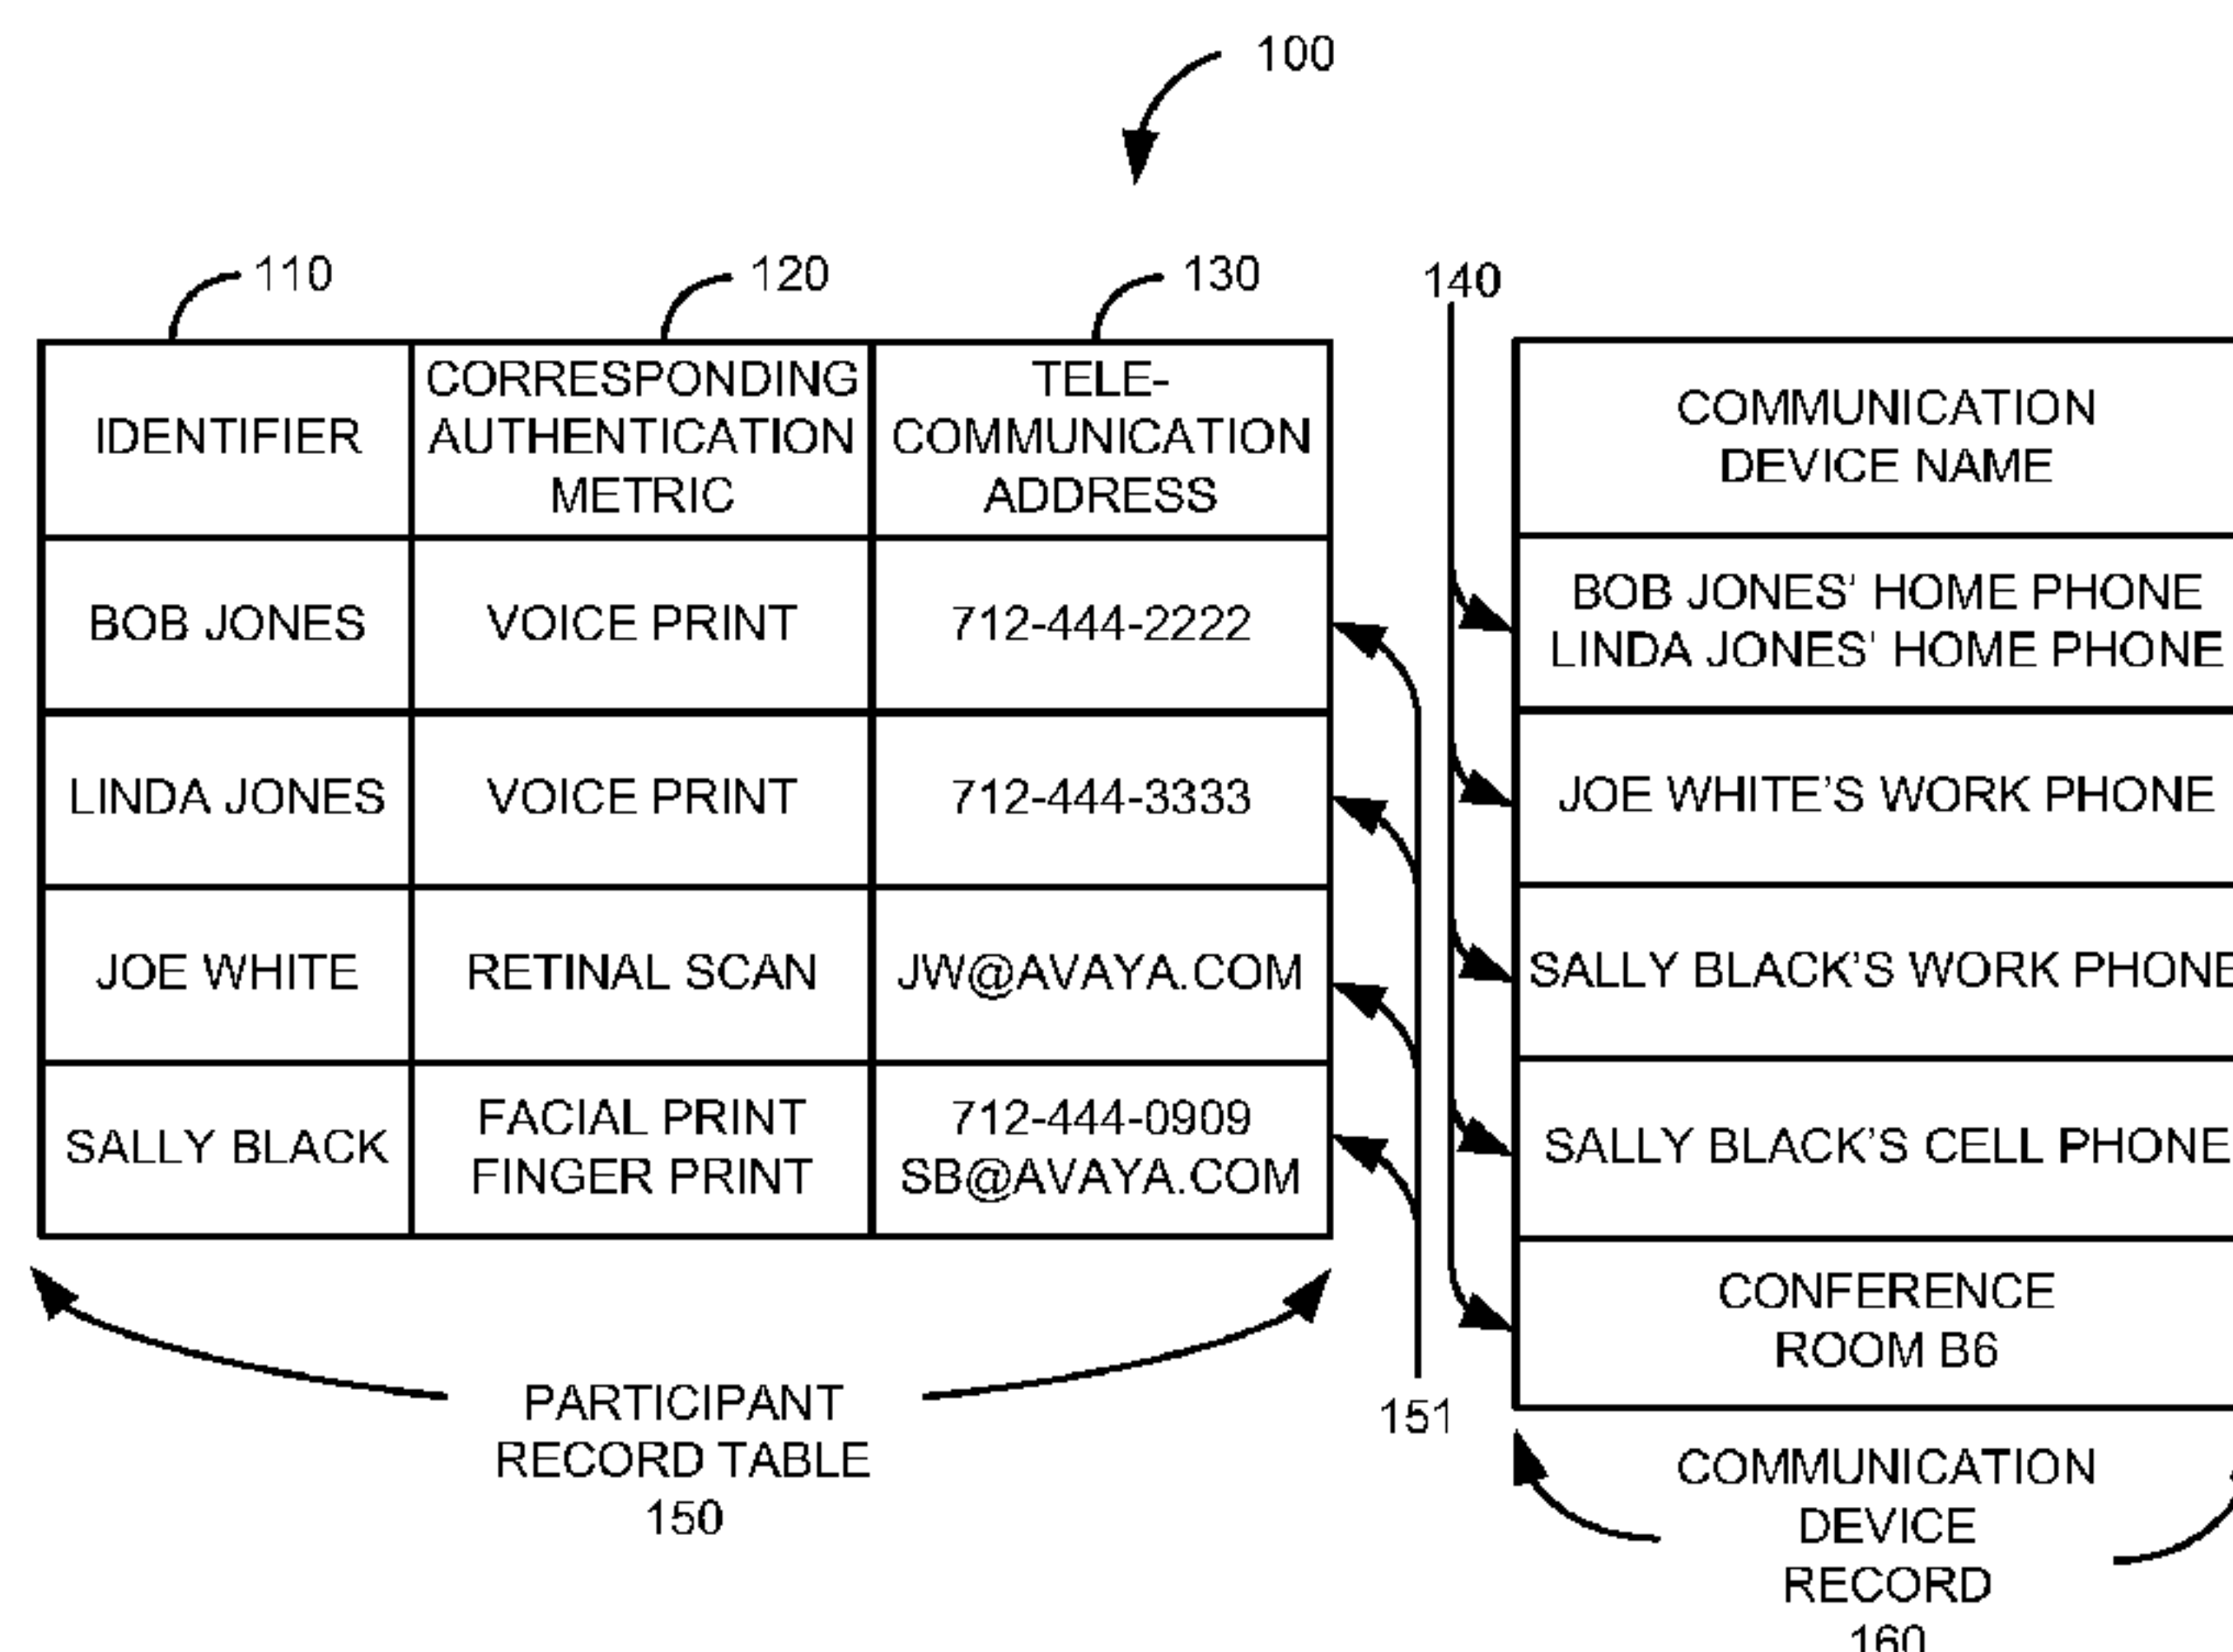 100
110
120
130
140
IDENTIFIER
CORRESPONDING
AUTHENTICATION
METRIC
TELE-
COMMUNICATION
ADDRESS
BOB JONES
VOICE PRINT
712-444-2222
LINDA JONES
VOICE PRINT
712-444-3333
JOE WHITE
RETINAL SCAN
JW@AVAYA.COM
SALLY BLACK
FACIAL PRINT
FINGER PRINT
712-444-0909
SB@AVAYA.COM
PARTICIPANT
RECORD TABLE
150
151
COMMUNICATION
DEVICE NAME
BOB JONES' HOME PHONE
LINDA JONES' HOME PHONE
JOE WHITE'S WORK PHONE
SALLY BLACK'S WORK PHONE
SALLY BLACK'S CELL PHONE
CONFERENCE
ROOM B6
COMMUNICATION
DEVICE
RECORD
160